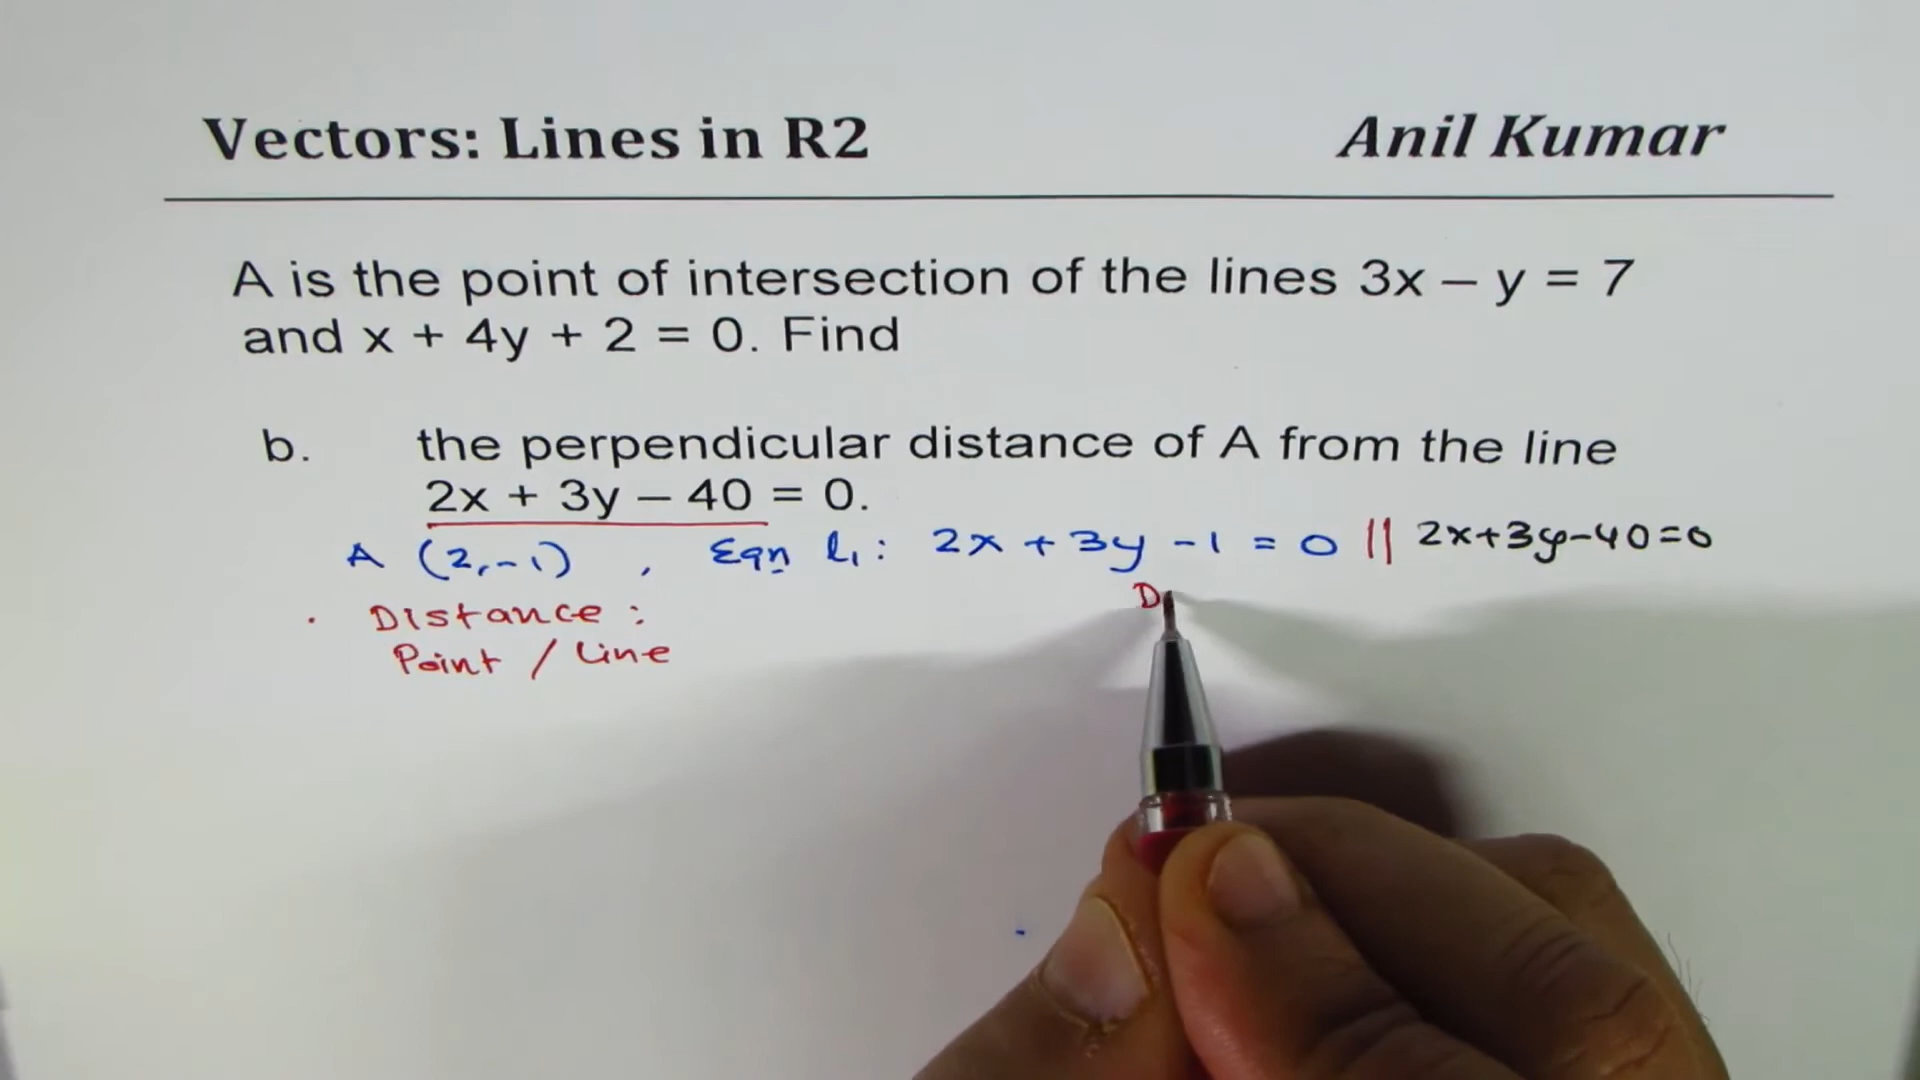 Vectors: Lines in R2 Anil Kumar
A is the point of intersection of the lines 3x – y = 7
and x + 4y + 2 = 0. Find
b. the perpendicular distance of A from the line
2x + 3y – 40 = 0.
A (2,-1) , Eqn l₁: 2x + 3y - 1 = 0 || 2x+3y-40=0
. Distance : D
Point / Line